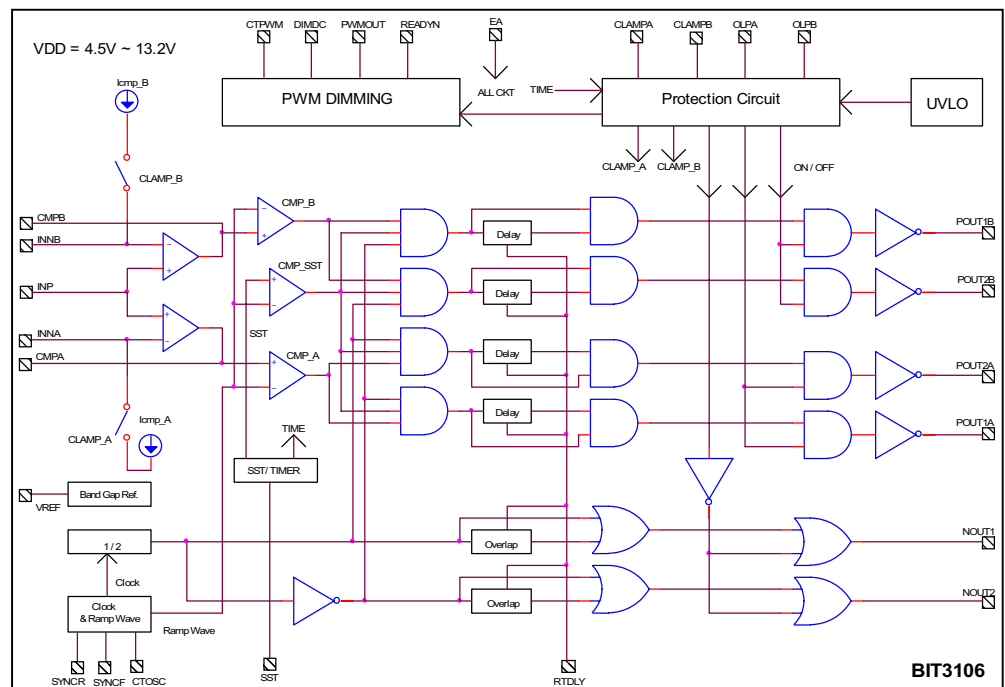 CTPWM DIMDC PWMOUT READYN EA CLAMPA CLAMPB OLPA OLPB
VDD = 4.5V ~ 13.2V
Icmp_B
PWM DIMMING
ALL CKT
TIME
Protection Circuit
UVLO
CLAMP_B
CLAMP_A CLAMP_B ON / OFF
CMPB
INNB
INP
INNA
CMPA
CMP_B
CMP_SST
SST
CMP_A
Delay
Delay
Delay
Delay
POUT1B
POUT2B
POUT2A
POUT1A
Icmp_A
CLAMP_A
TIME
SST/ TIMER
Band Gap Ref.
VREF
1 / 2
Clock
Clock
& Ramp Wave
Ramp Wave
Overlap
Overlap
NOUT1
NOUT2
SYNCR SYNCF CTOSC SST RTDLY
BIT3106
+
−
+
−
−
+
+
−
+
−